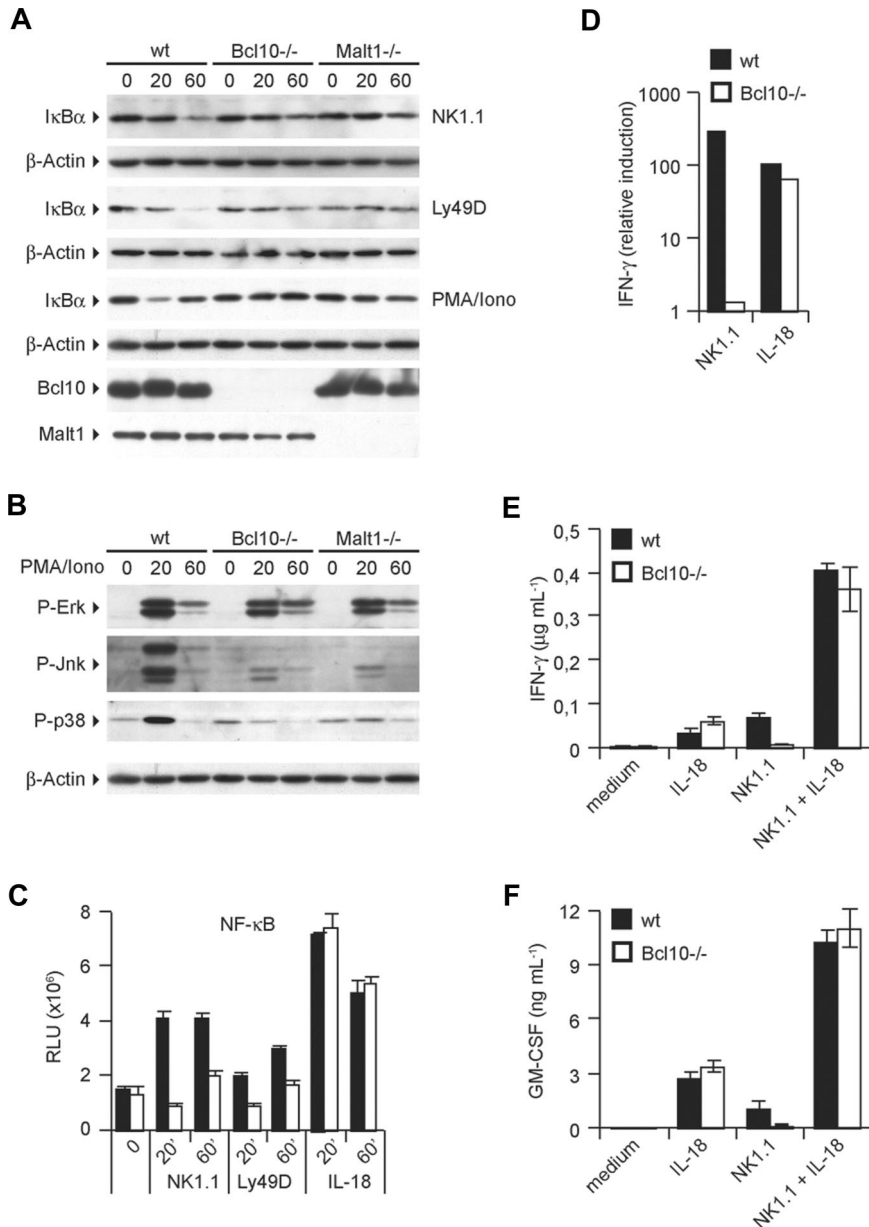 A
wt Bcl10-/- Malt1-/-
0 20 60 0 20 60 0 20 60
IκBα NK1.1
β-Actin
IκBα Ly49D
β-Actin
IκBα PMA/Iono
β-Actin
Bcl10
Malt1
B
wt Bcl10-/- Malt1-/-
PMA/Iono 0 20 60 0 20 60 0 20 60
P-Erk
P-Jnk
P-p38
β-Actin
C
NF-κB
RLU (x10⁶)
8
6
4
2
0
0 20' 60' 20' 60' 20' 60'
NK1.1 Ly49D IL-18
D
wt
Bcl10-/-
IFN-γ (relative induction)
1000
100
10
1
NK1.1 IL-18
E
wt
Bcl10-/-
IFN-γ (μg mL⁻¹)
0,5
0,4
0,3
0,2
0,1
0
medium IL-18 NK1.1 NK1.1 + IL-18
F
wt
Bcl10-/-
GM-CSF (ng mL⁻¹)
12
9
6
3
0
medium IL-18 NK1.1 NK1.1 + IL-18